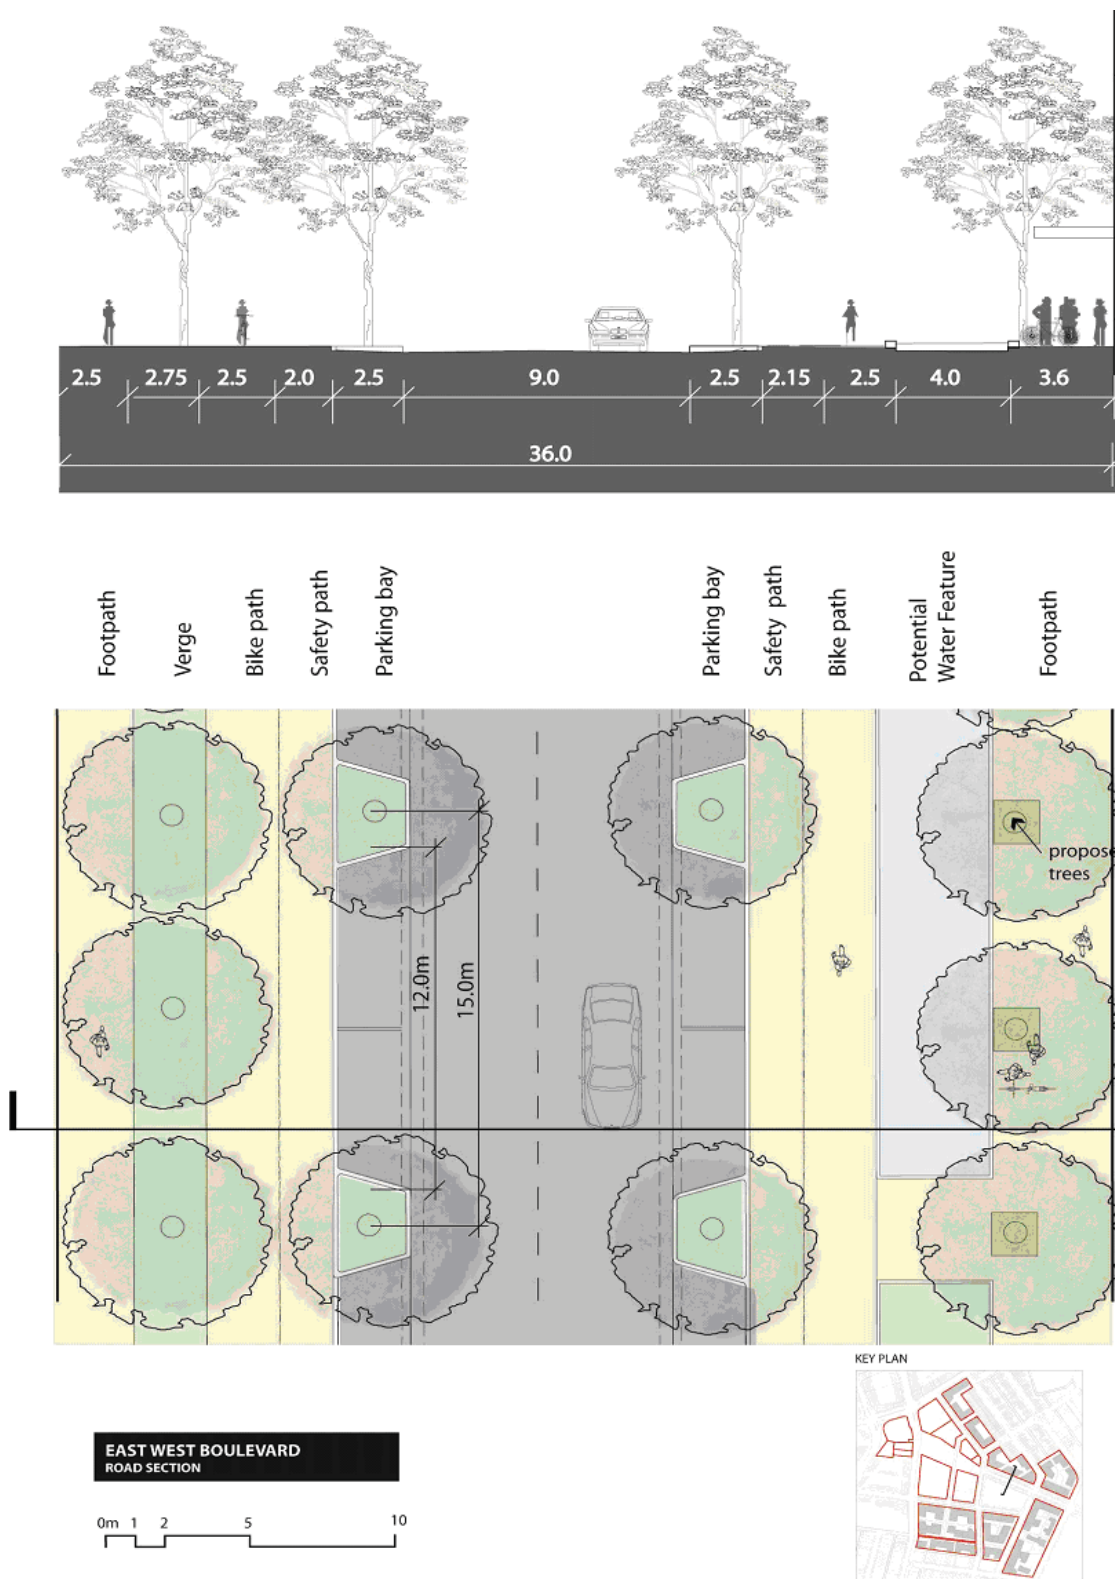 2.5 2.75 2.5 2.0 2.5 9.0 2.5 2.15 2.5 4.0 3.6
36.0
Footpath
Verge
Bike path
Safety path
Parking bay
Parking bay
Safety path
Bike path
Potential
Water Feature
Footpath
propose
trees
12.0m
15.0m
KEY PLAN
EAST WEST BOULEVARD
ROAD SECTION
0m 1 2 5 10